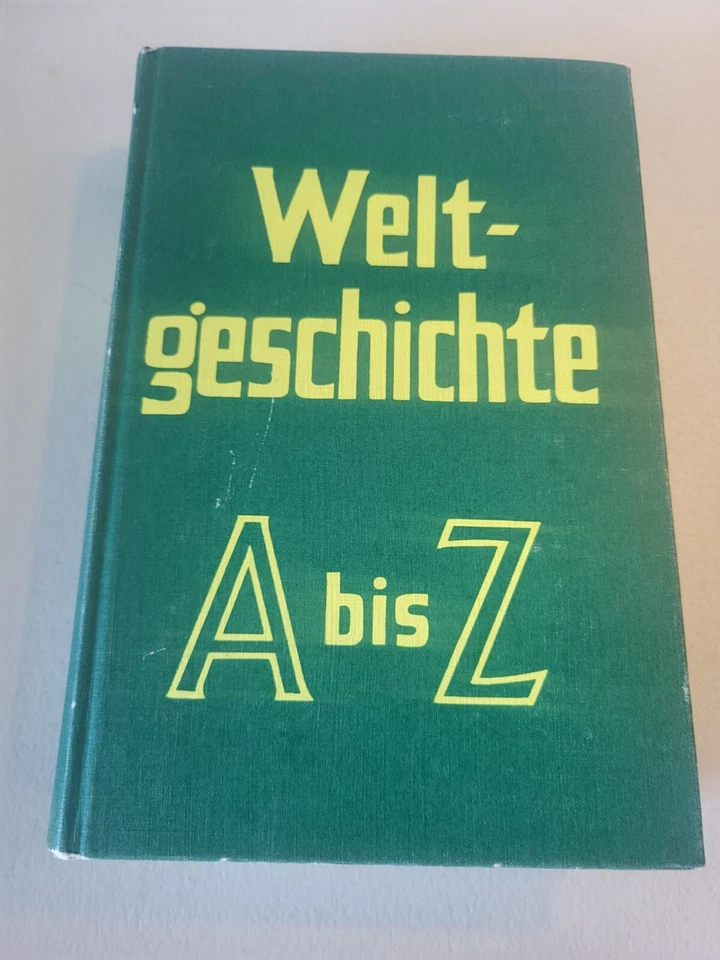 Welt-
geschichte
A bis Z